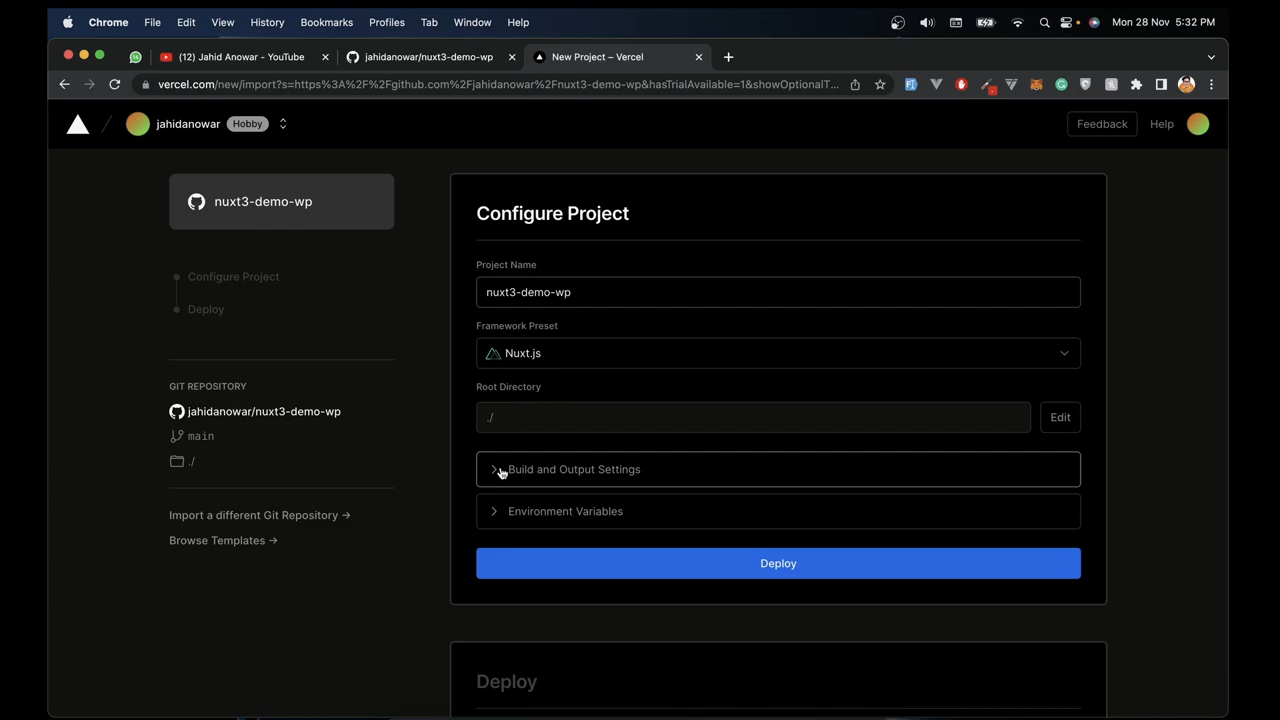 Chrome File Edit View History Bookmarks Profiles Tab Window Help Mon 28 Nov 5:32 PM
(12) Jahid Anowar - YouTube jahidanowar/nuxt3-demo-wp New Project – Vercel
vercel.com/new/import?s=https%3A%2F%2Fgithub.com%2Fjahidanowar%2Fnuxt3-demo-wp&hasTrialAvailable=1&showOptionalT...
jahidanowar Hobby Feedback Help
nuxt3-demo-wp
Configure Project
Deploy
GIT REPOSITORY
jahidanowar/nuxt3-demo-wp
main
./
Import a different Git Repository →
Browse Templates →
Configure Project
Project Name
nuxt3-demo-wp
Framework Preset
Nuxt.js
Root Directory
./ Edit
Build and Output Settings
Environment Variables
Deploy
Deploy